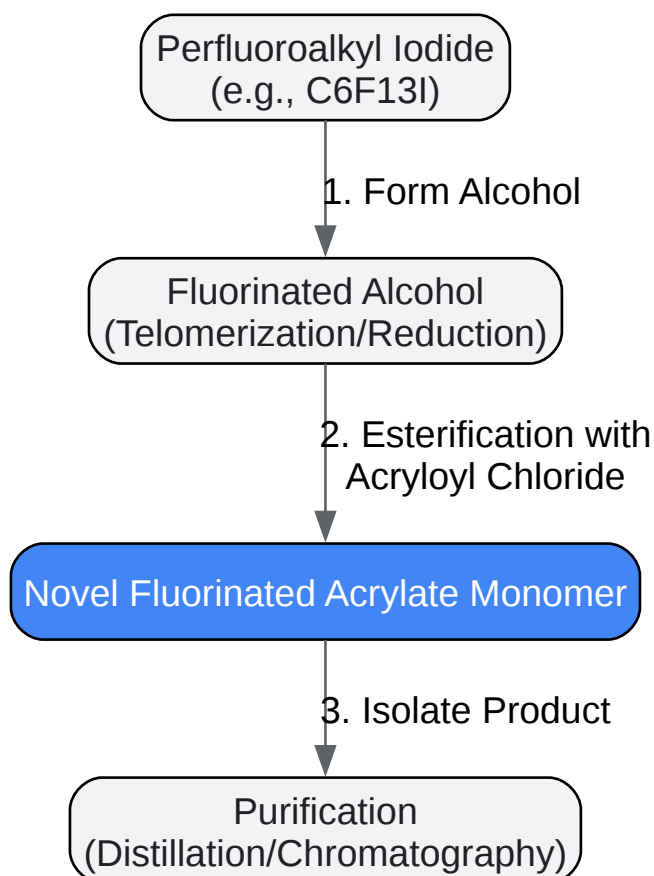 Perfluoroalkyl Iodide
(e.g., C6F13I)
1. Form Alcohol
Fluorinated Alcohol
(Telomerization/Reduction)
2. Esterification with
Acryloyl Chloride
Novel Fluorinated Acrylate Monomer
3. Isolate Product
Purification
(Distillation/Chromatography)